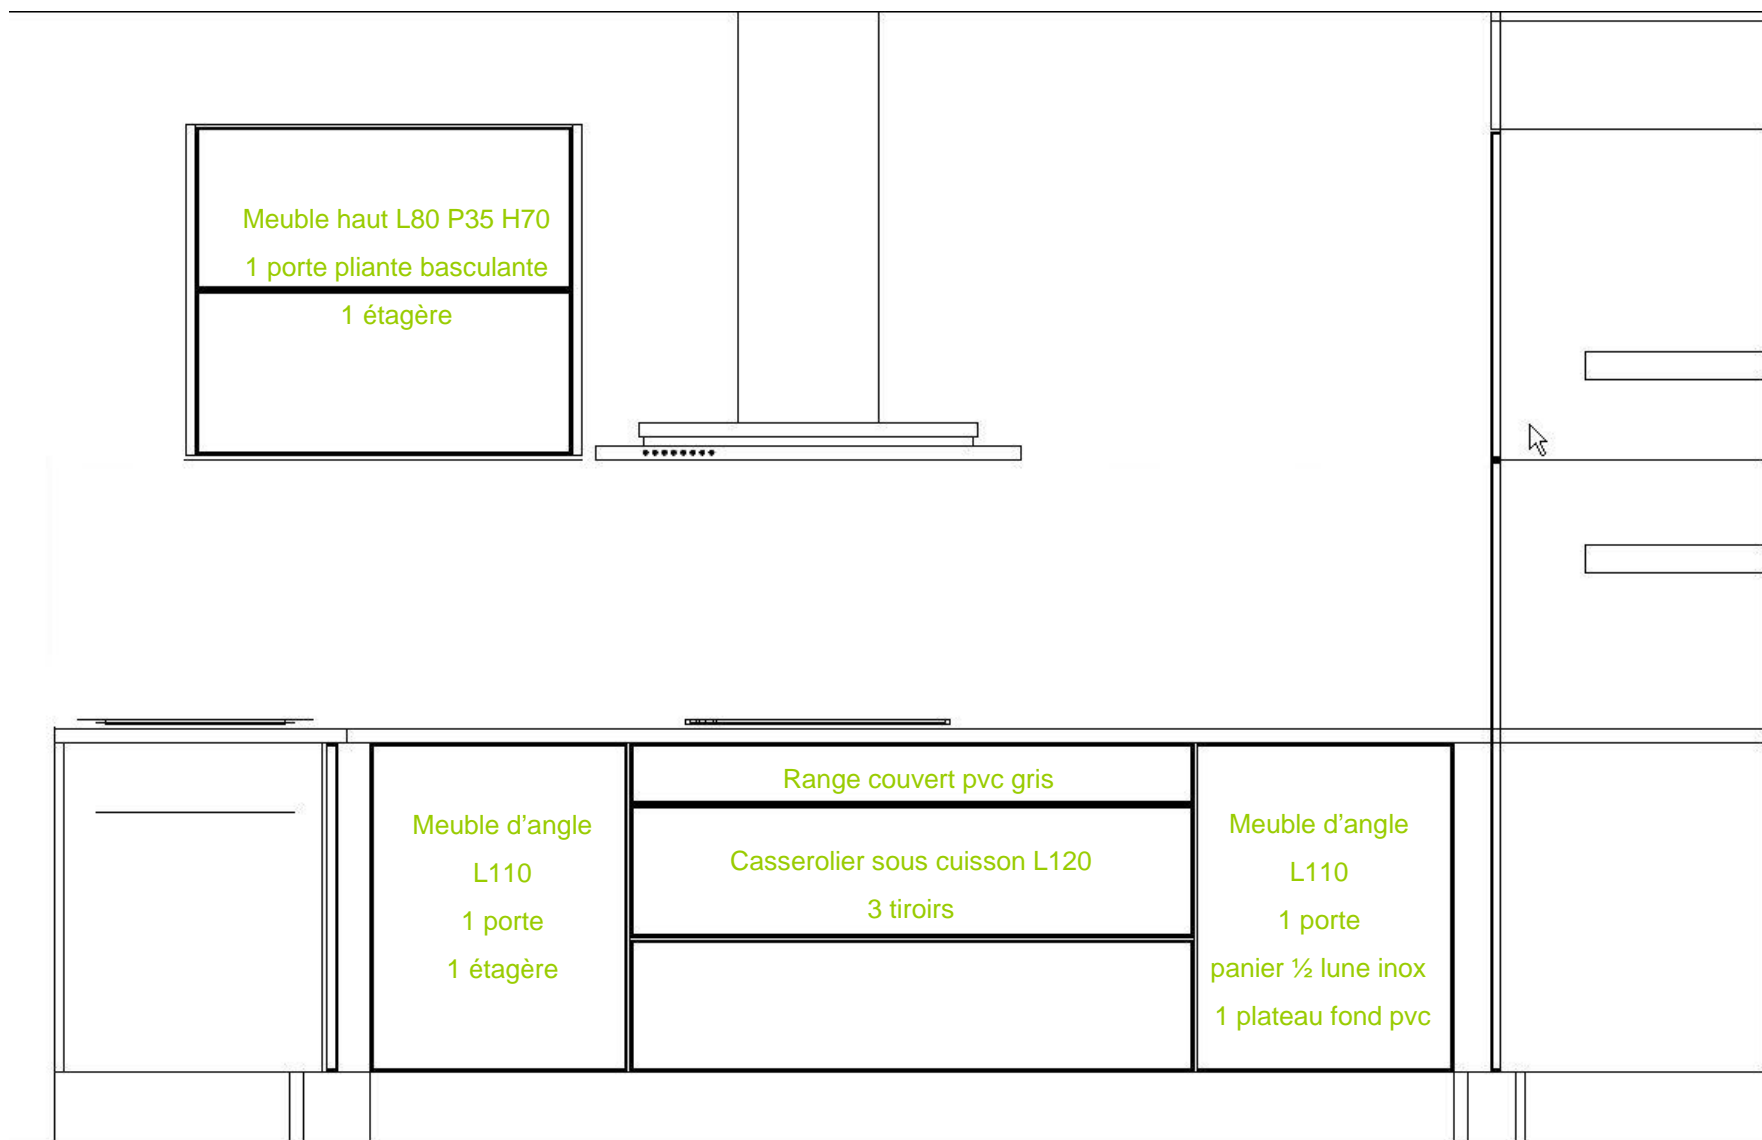 Meuble haut L80 P35 H70
1 porte pliante basculante
1 étagère
Meuble d’angle
L110
1 porte
1 étagère
Range couvert pvc gris
Casserolier sous cuisson L120
3 tiroirs
Meuble d’angle
L110
1 porte
panier ½ lune inox
1 plateau fond pvc